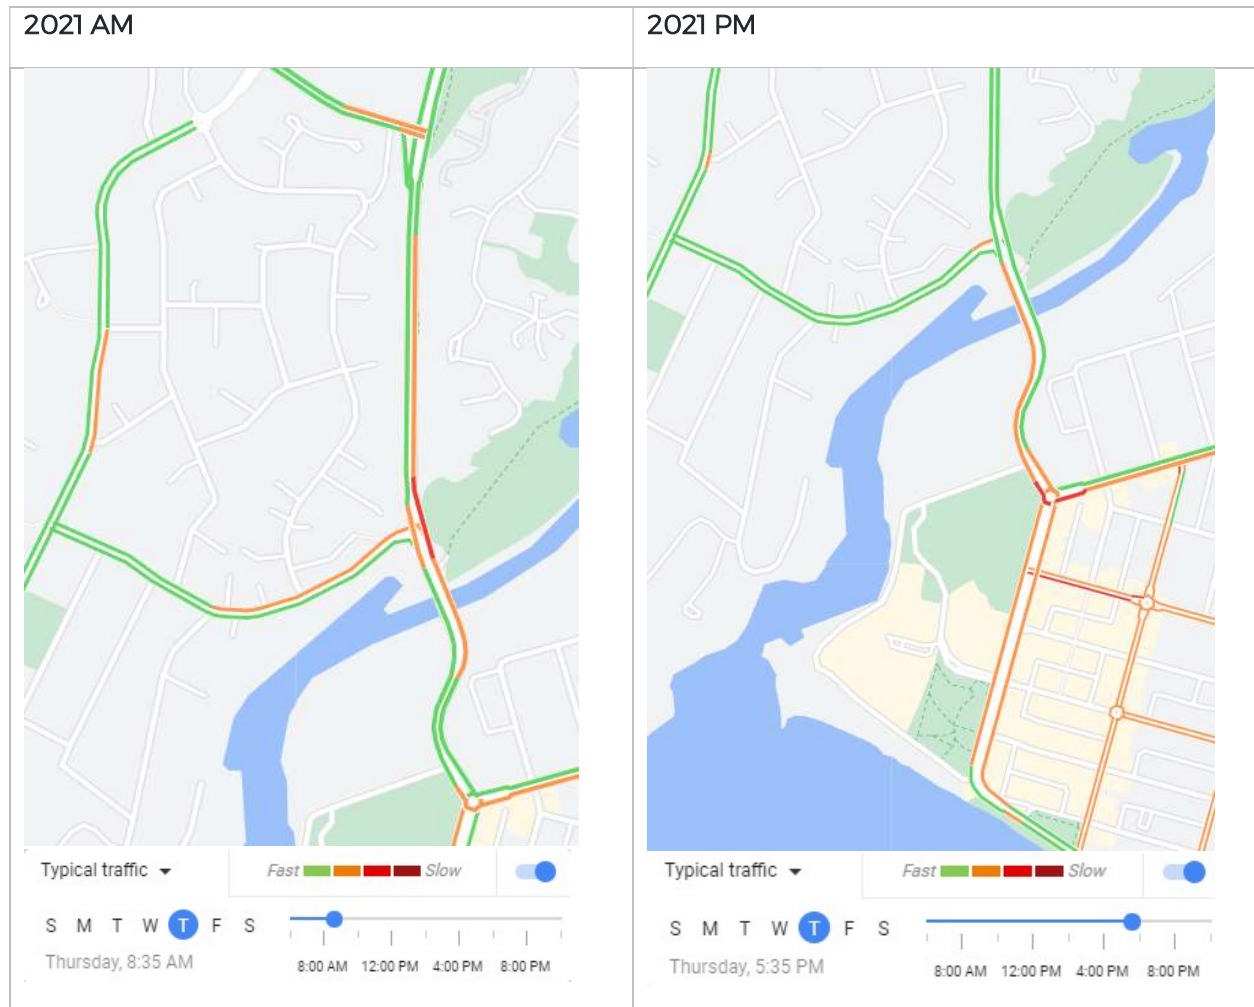 2021 AM
2021 PM
Typical traffic
Fast
Slow
S M T W T F S
Thursday, 8:35 AM
8:00 AM 12:00 PM 4:00 PM 8:00 PM
Typical traffic
Fast
Slow
S M T W T F S
Thursday, 5:35 PM
8:00 AM 12:00 PM 4:00 PM 8:00 PM